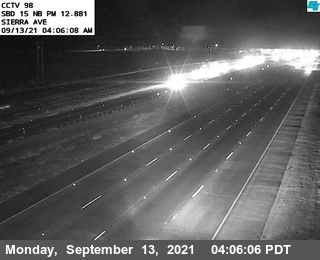 CCTV 98
SBD 15 NB PM 12.881
SIERRA AVE
09/13/21 04:06:08 AM
Monday, September 13, 2021 04:06:06 PDT